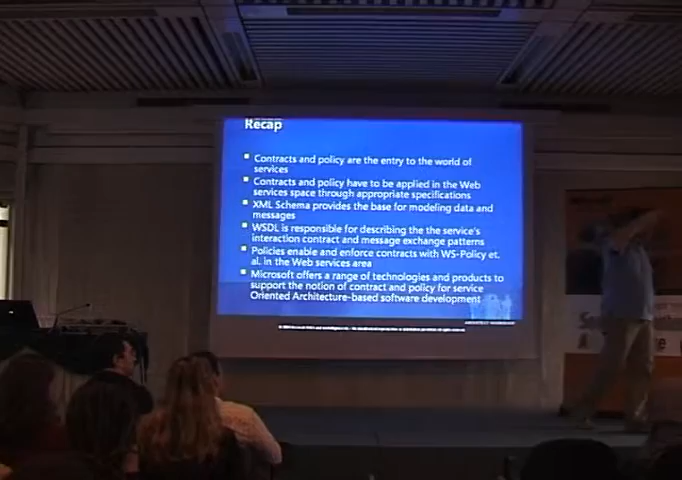 Recap
Contracts and policy are the entry to the world of
services
Contracts and policy have to be applied in the Web
services space through appropriate specifications
XML Schema provides the base for modeling data and
messages
WSDL is responsible for describing the the service's
interaction contract and message exchange patterns
Policies enable and enforce contracts with WS-Policy et.
al. in the Web services area
Microsoft offers a range of technologies and products to
support the notion of contract and policy for service
Oriented Architecture-based software development